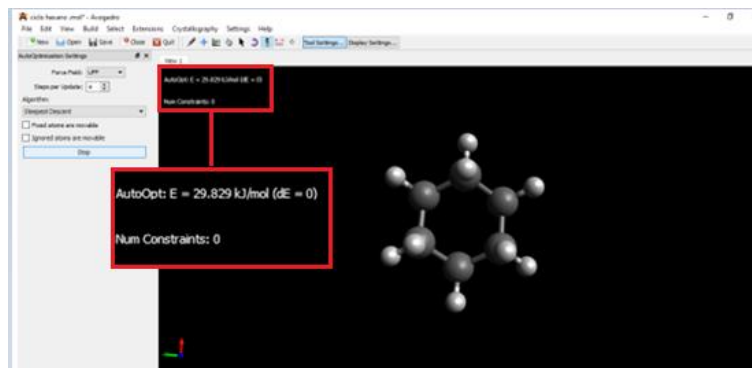 ciclo hexano .cml* - Avogadro
File Edit View Build Select Extensions Crystallography Settings Help
New Open Save Close Quit Tool Settings... Display Settings...
AutoOptimization Settings
View 1
Force Field: UFF
Steps per Update: 4
Algorithm:
Steepest Descent
Fixed atoms are movable
Ignored atoms are movable
Stop
AutoOpt: E = 29.829 kJ/mol (dE = 0)
Num Constraints: 0
AutoOpt: E = 29.829 kJ/mol (dE = 0)
Num Constraints: 0